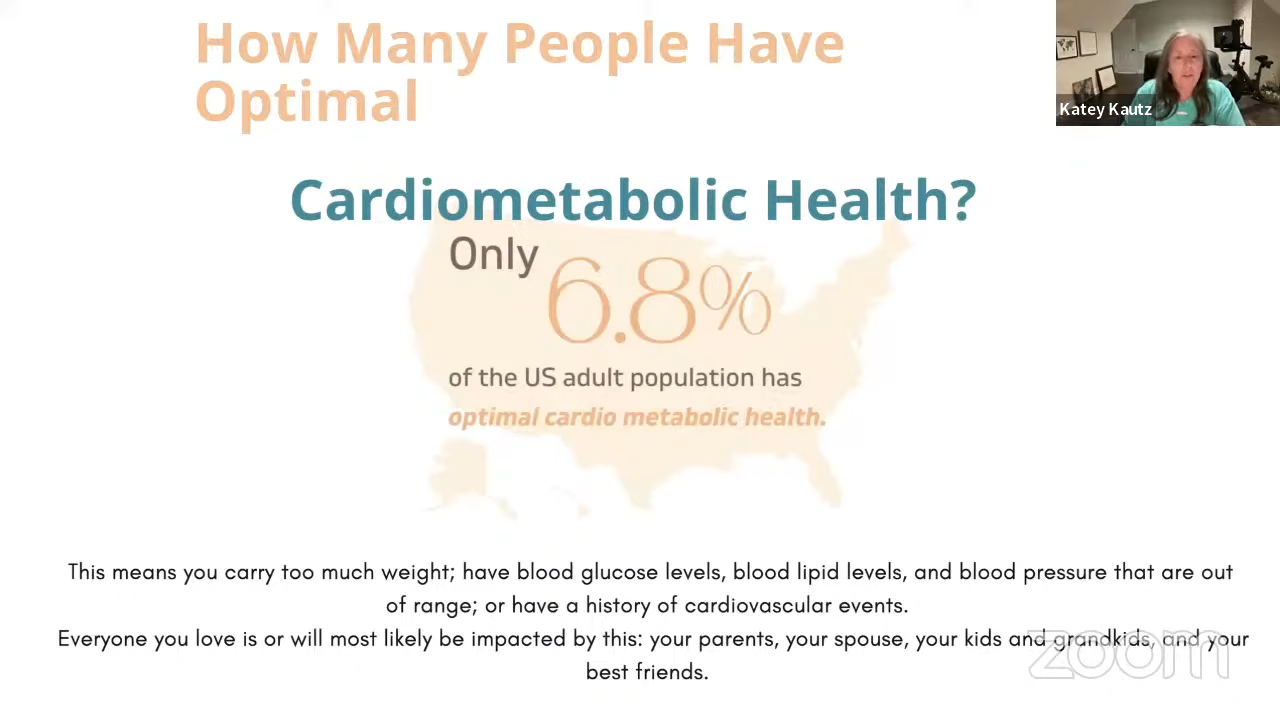 How Many People Have
Optimal
Katey Kautz
Cardiometabolic Health?
Only
6.8%
of the US adult population has
optimal cardio metabolic health.
This means you carry too much weight; have blood glucose levels, blood lipid levels, and blood pressure that are out
of range; or have a history of cardiovascular events.
Everyone you love is or will most likely be impacted by this: your parents, your spouse, your kids and grandkids, and your
best friends.
zoom